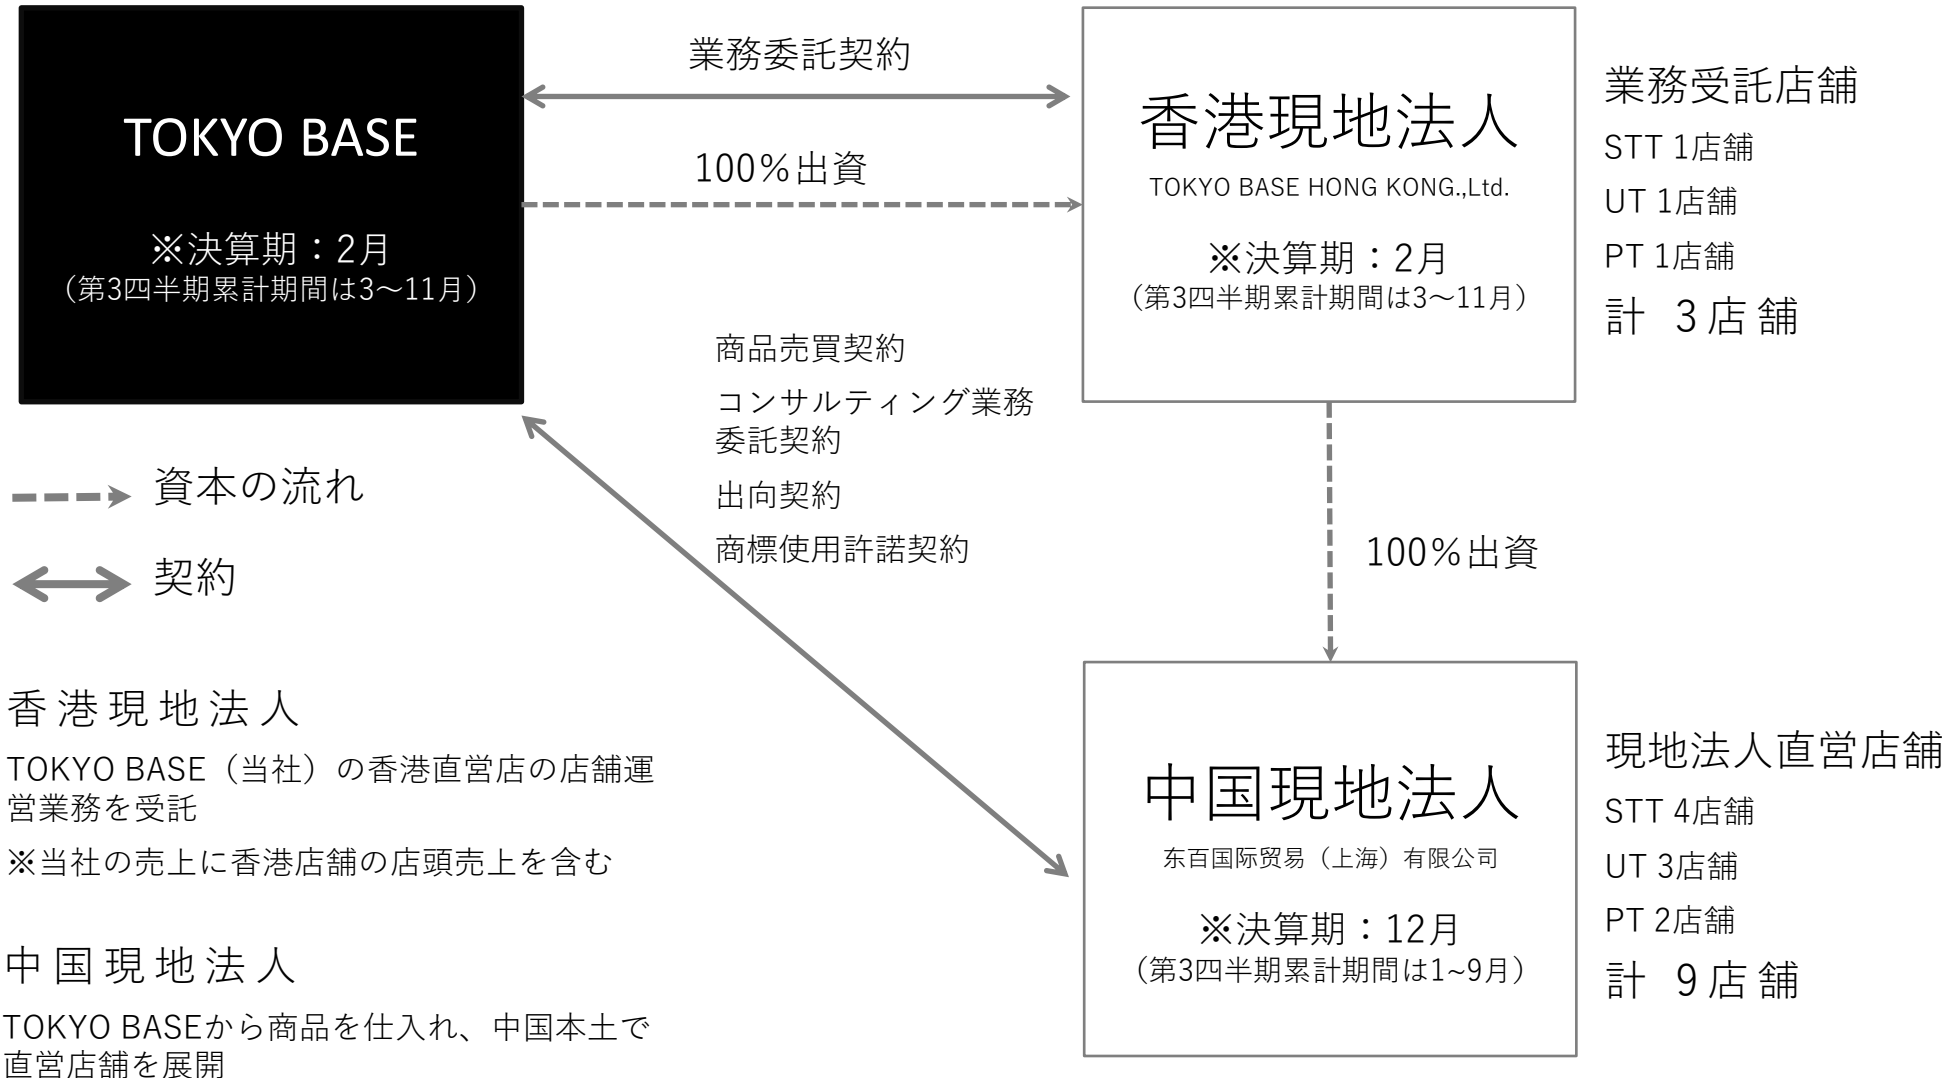 TOKYO BASE
※決算期：2月
（第3四半期累計期間は3～11月）
業務委託契約
100％出資
香港現地法人
TOKYO BASE HONG KONG.,Ltd.
※決算期：2月
（第3四半期累計期間は3～11月）
業務受託店舗
STT 1店舗
UT 1店舗
PT 1店舗
計 3店舗
商品売買契約
コンサルティング業務
委託契約
出向契約
商標使用許諾契約
資本の流れ
契約
100％出資
香港現地法人
TOKYO BASE（当社）の香港直営店の店舗運
営業務を受託
※当社の売上に香港店舗の店頭売上を含む
中国現地法人
TOKYO BASEから商品を仕入れ、中国本土で
直営店舗を展開
中国現地法人
东百国际贸易（上海）有限公司
※決算期：12月
（第3四半期累計期間は1~9月）
現地法人直営店舗
STT 4店舗
UT 3店舗
PT 2店舗
計 9店舗